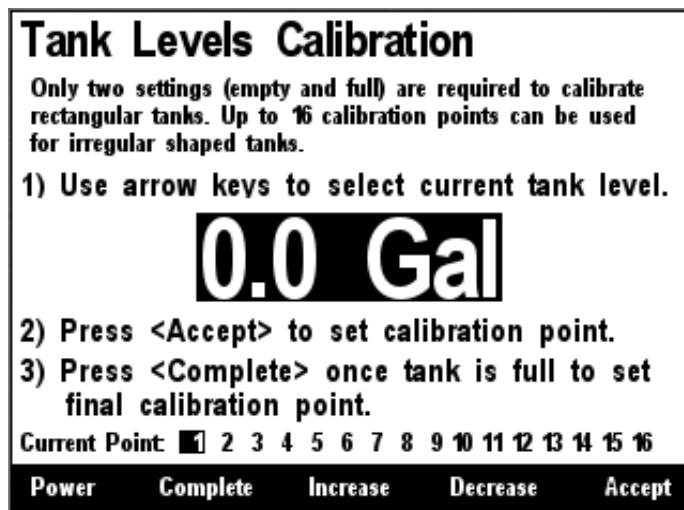 Tank Levels Calibration
Only two settings (empty and full) are required to calibrate
rectangular tanks. Up to 16 calibration points can be used
for irregular shaped tanks.
1) Use arrow keys to select current tank level.
0.0 Gal
2) Press <Accept> to set calibration point.
3) Press <Complete> once tank is full to set
final calibration point.
Current Point: 1 2 3 4 5 6 7 8 9 10 11 12 13 14 15 16
Power Complete Increase Decrease Accept